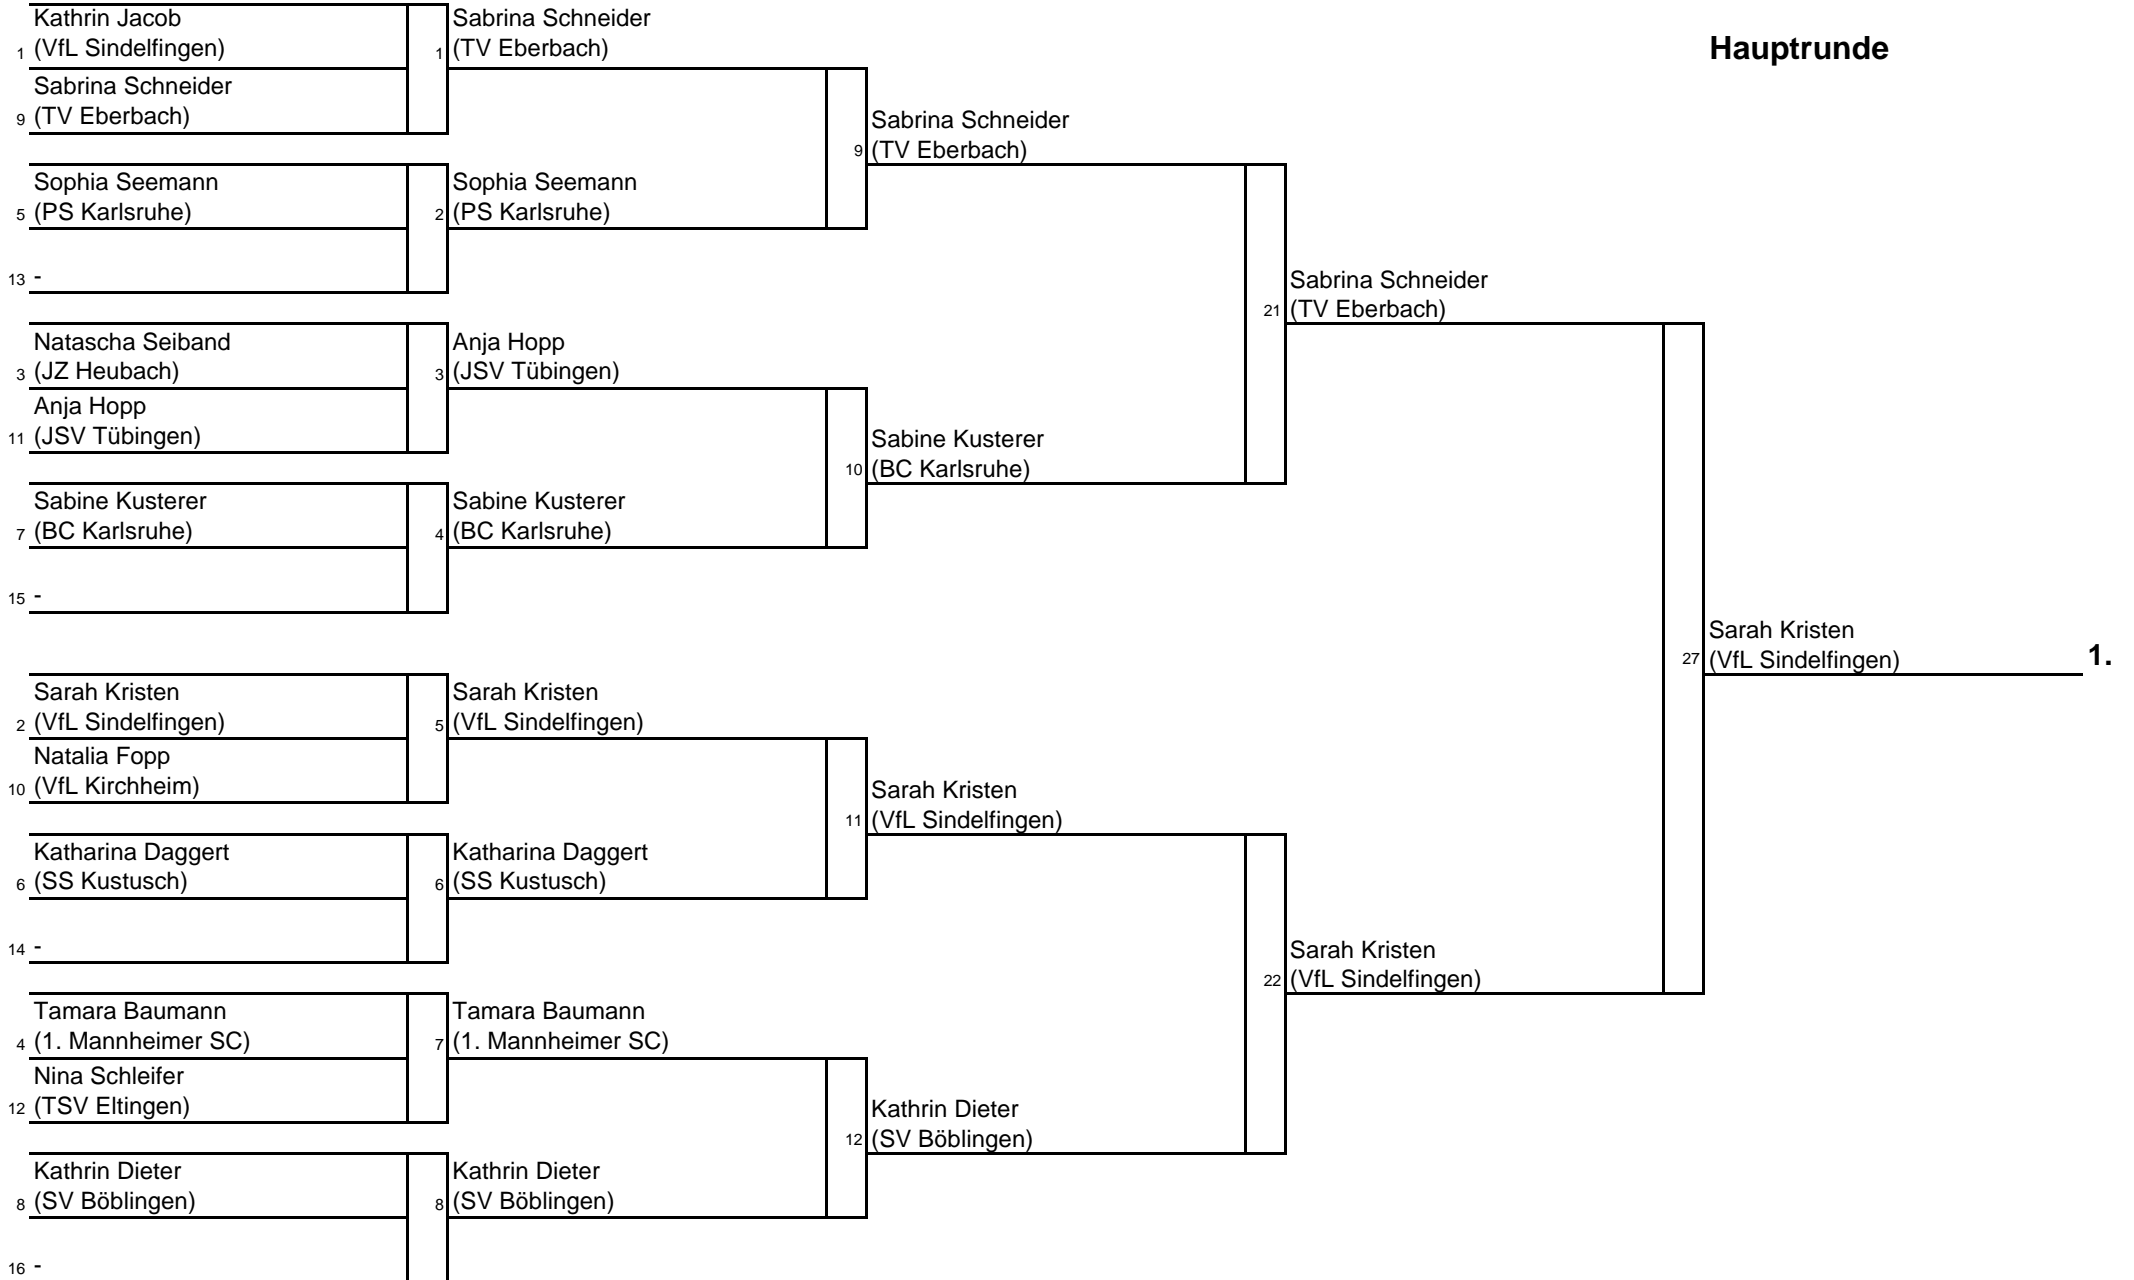 Hauptrunde
Kathrin Jacob
1 (VfL Sindelfingen)
Sabrina Schneider
9 (TV Eberbach)
Sophia Seemann
5 (PS Karlsruhe)
13 -
Natascha Seiband
3 (JZ Heubach)
Anja Hopp
11 (JSV Tübingen)
Sabine Kusterer
7 (BC Karlsruhe)
15 -
Sarah Kristen
2 (VfL Sindelfingen)
Natalia Fopp
10 (VfL Kirchheim)
Katharina Daggert
6 (SS Kustusch)
14 -
Tamara Baumann
4 (1. Mannheimer SC)
Nina Schleifer
12 (TSV Eltingen)
Kathrin Dieter
8 (SV Böblingen)
16 -
Sabrina Schneider
1 (TV Eberbach)
Sophia Seemann
2 (PS Karlsruhe)
Anja Hopp
3 (JSV Tübingen)
Sabine Kusterer
4 (BC Karlsruhe)
Sarah Kristen
5 (VfL Sindelfingen)
Katharina Daggert
6 (SS Kustusch)
Tamara Baumann
7 (1. Mannheimer SC)
Kathrin Dieter
8 (SV Böblingen)
Sabrina Schneider
9 (TV Eberbach)
Sabine Kusterer
10 (BC Karlsruhe)
Sarah Kristen
11 (VfL Sindelfingen)
Kathrin Dieter
12 (SV Böblingen)
Sabrina Schneider
21 (TV Eberbach)
Sarah Kristen
22 (VfL Sindelfingen)
Sarah Kristen
27 (VfL Sindelfingen) 1.